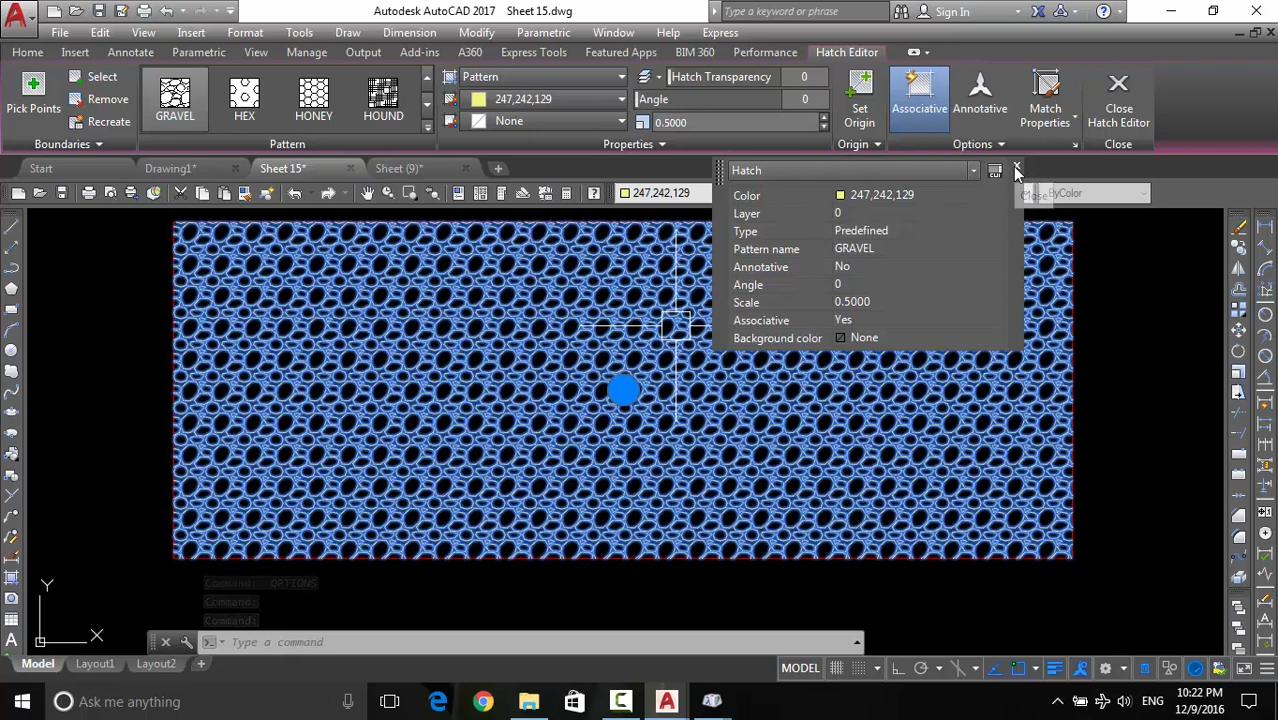 Autodesk AutoCAD 2017 Sheet 15.dwg
Type a keyword or phrase
Sign In
File Edit View Insert Format Tools Draw Dimension Modify Parametric Window Help Express
Home Insert Annotate Parametric View Manage Output Add-ins A360 Express Tools Featured Apps BIM 360 Performance Hatch Editor
Pick Points
Select
Remove
Recreate
GRAVEL
HEX
HONEY
HOUND
Pattern
247,242,129
None
Hatch Transparency 0
Angle 0
0.5000
Set
Origin
Associative
Annotative
Match
Properties
Close
Hatch Editor
Boundaries
Pattern
Properties
Origin
Options
Close
Start Drawing1* Sheet 15* Sheet (9)*
247,242,129
Close
ByColor
Hatch
Color 247,242,129
Layer 0
Type Predefined
Pattern name GRAVEL
Annotative No
Angle 0
Scale 0.5000
Associative Yes
Background color None
Command: OPTIONS
Command:
Command:
Y
X
Type a command
Model Layout1 Layout2
MODEL
Ask me anything
ENG
10:22 PM
12/9/2016